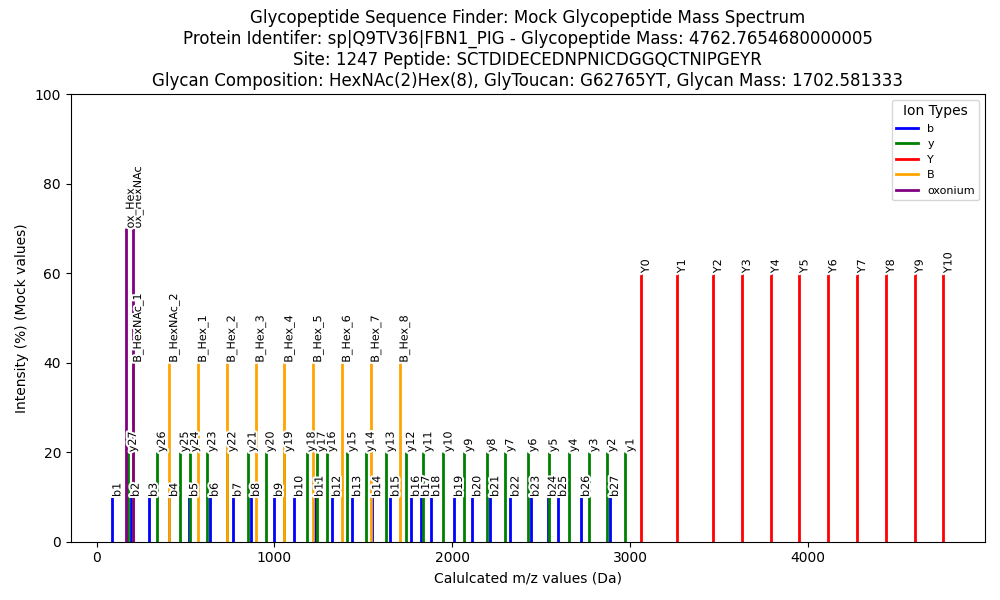 Glycopeptide Sequence Finder: Mock Glycopeptide Mass Spectrum
Protein Identifer: sp|Q9TV36|FBN1_PIG - Glycopeptide Mass: 4762.7654680000005
Site: 1247 Peptide: SCTDIDECEDNPNICDGGQCTNIPGEYR
Glycan Composition: HexNAc(2)Hex(8), GlyToucan: G62765YT, Glycan Mass: 1702.581333
Intensity (%) (Mock values)
100
80
60
40
20
0
Ion Types
b
y
Y
B
oxonium
ox_Hex
ox_HexNAc
Y0
Y1
Y2
Y3
Y4
Y5
Y6
Y7
Y8
Y9
Y10
B_HexNAc_1
B_HexNAc_2
B_Hex_1
B_Hex_2
B_Hex_3
B_Hex_4
B_Hex_5
B_Hex_6
B_Hex_7
B_Hex_8
y27
y26
y25
y24
y23
y22
y21
y20
y19
y18
y17
y16
y15
y14
y13
y12
y11
y10
y9
y8
y7
y6
y5
y4
y3
y2
y1
b1
b2
b3
b4
b5
b6
b7
b8
b9
b10
b11
b12
b13
b14
b15
b16
b17
b18
b19
b20
b21
b22
b23
b24
b25
b26
b27
0
1000
2000
3000
4000
Calulcated m/z values (Da)